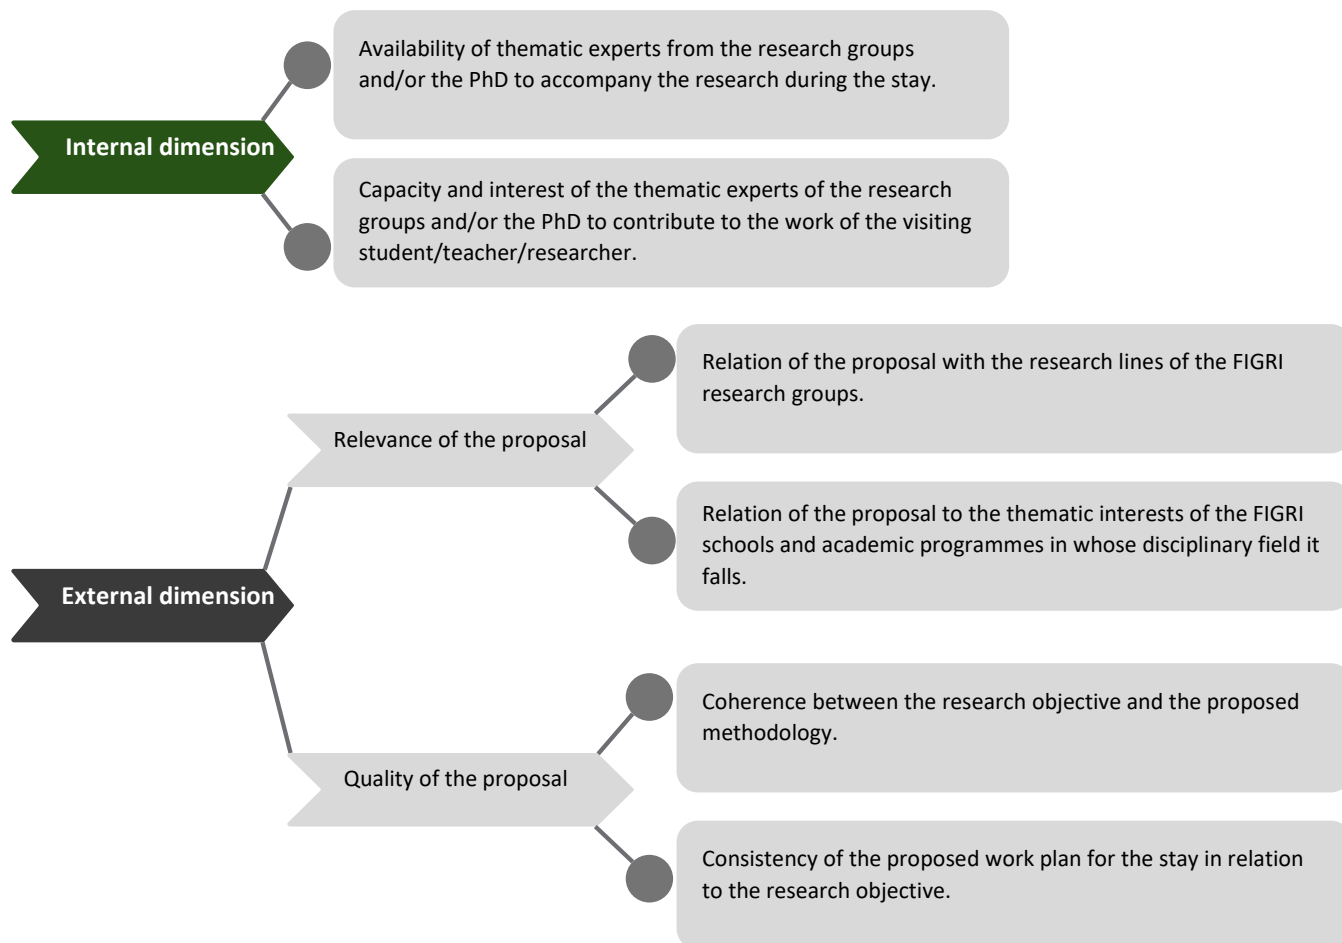 Availability of thematic experts from the research groups
and/or the PhD to accompany the research during the stay.
Internal dimension
Capacity and interest of the thematic experts of the research
groups and/or the PhD to contribute to the work of the visiting
student/teacher/researcher.
Relation of the proposal with the research lines of the FIGRI
research groups.
Relevance of the proposal
Relation of the proposal to the thematic interests of the FIGRI
schools and academic programmes in whose disciplinary field it
falls.
External dimension
Coherence between the research objective and the proposed
methodology.
Quality of the proposal
Consistency of the proposed work plan for the stay in relation
to the research objective.